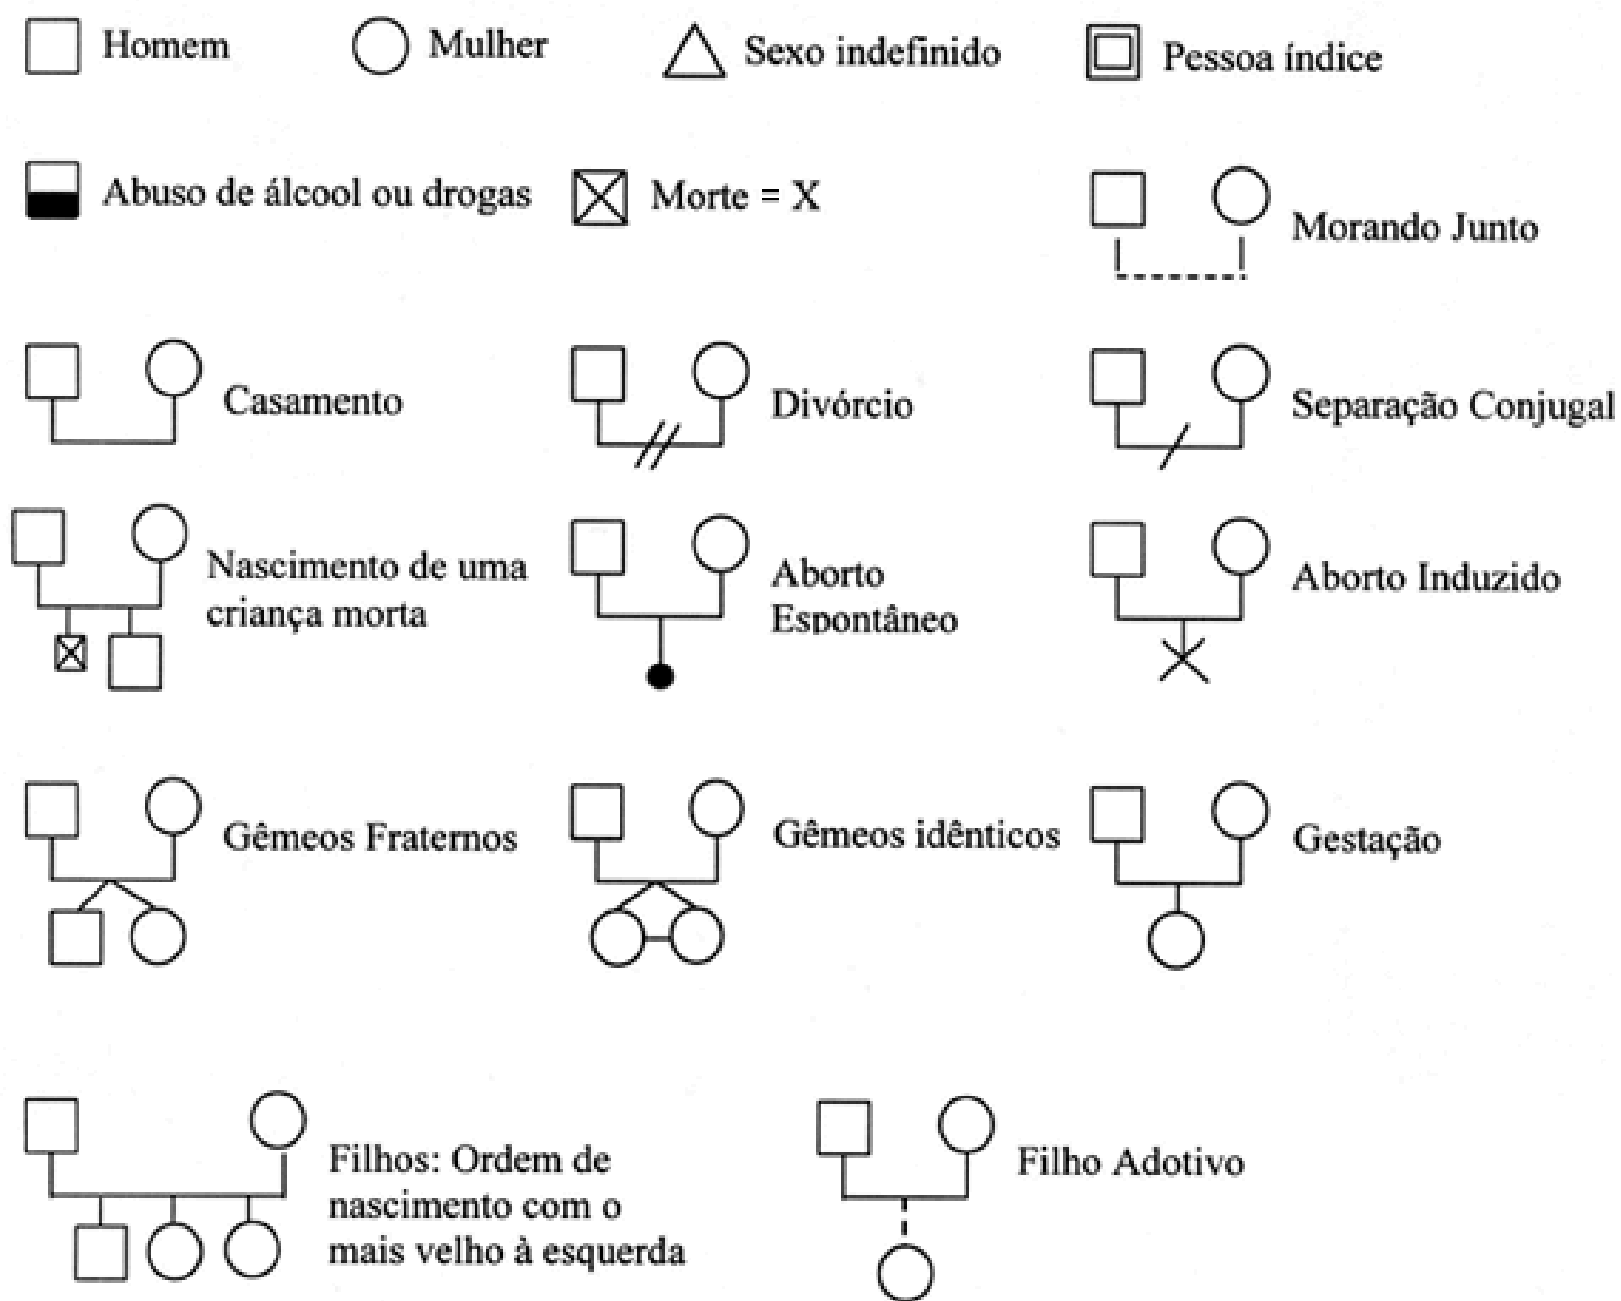 Homem
Mulher
Sexo indefinido
Pessoa índice
Abuso de álcool ou drogas
Morte = X
Morando Junto
Casamento
Divórcio
Separação Conjugal
Nascimento de uma
criança morta
Aborto
Espontâneo
Aborto Induzido
Gêmeos Fraternos
Gêmeos idênticos
Gestação
Filhos: Ordem de
nascimento com o
mais velho à esquerda
Filho Adotivo